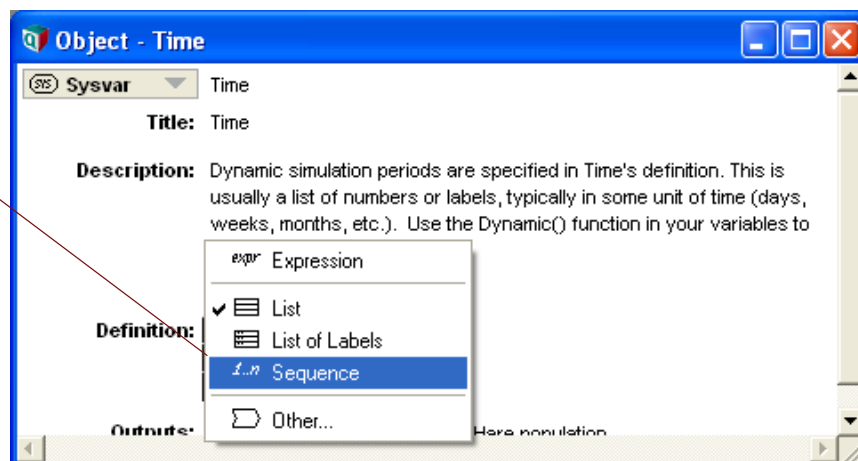 Object - Time
SYS Sysvar Time
Title: Time
Description: Dynamic simulation periods are specified in Time's definition. This is
usually a list of numbers or labels, typically in some unit of time (days,
weeks, months, etc.). Use the Dynamic() function in your variables to
expr Expression
List
Definition:
List of Labels
1..n Sequence
Other...
Outputs: Hare population